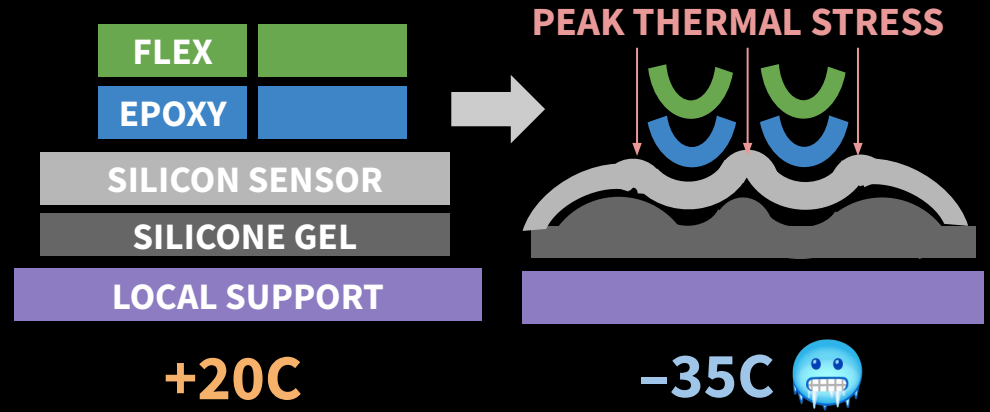 PEAK THERMAL STRESS
FLEX
EPOXY
SILICON SENSOR
SILICONE GEL
LOCAL SUPPORT
+20C
–35C 🥶